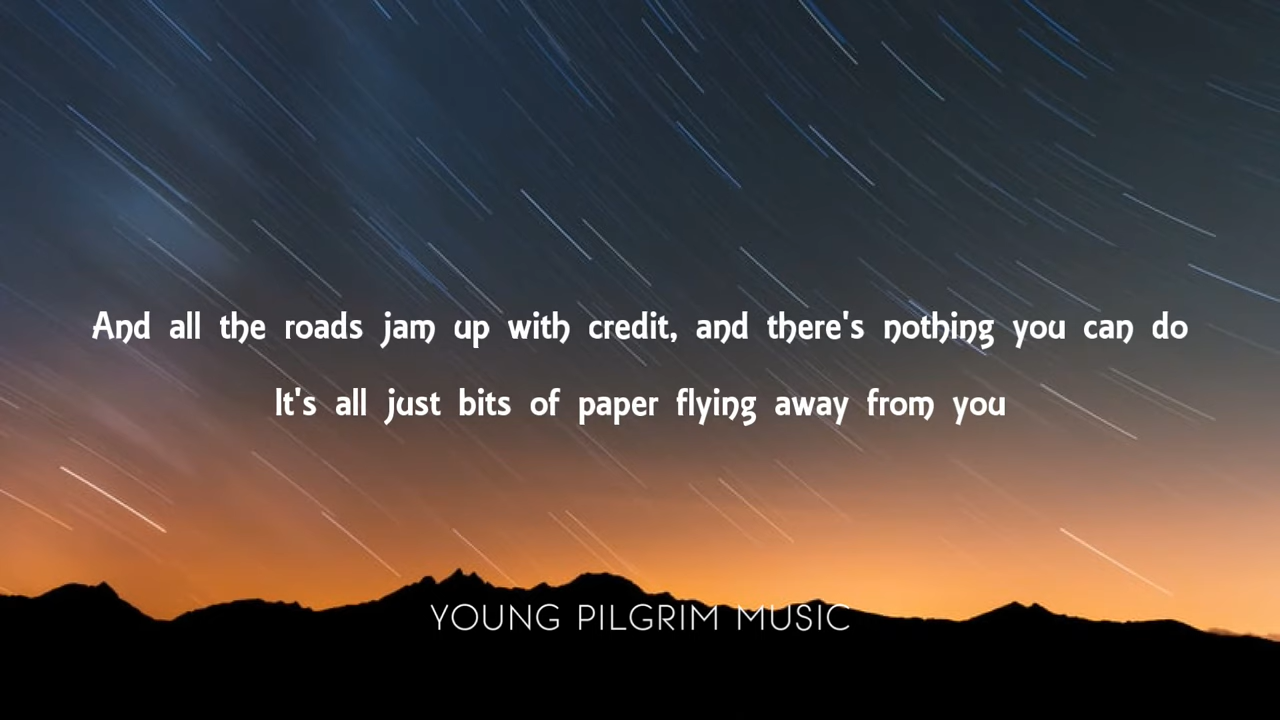 And all the roads jam up with credit, and there's nothing you can do
It's all just bits of paper flying away from you
YOUNG PILGRIM MUSIC